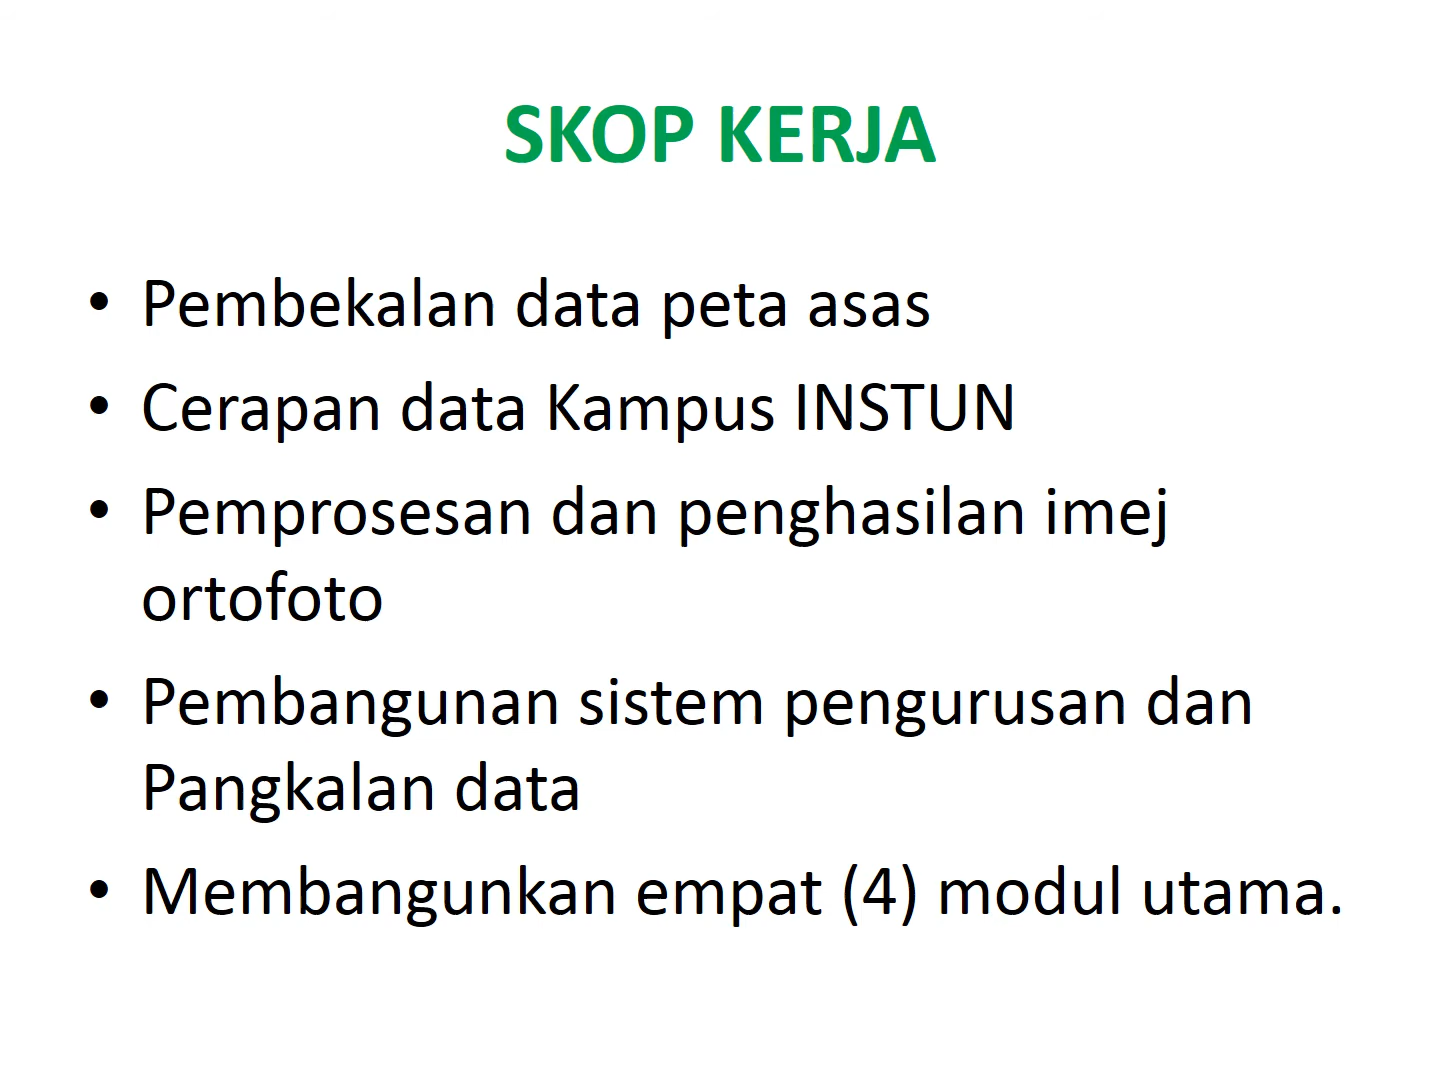 SKOP KERJA
• Pembekalan data peta asas
• Cerapan data Kampus INSTUN
• Pemprosesan dan penghasilan imej
ortofoto
• Pembangunan sistem pengurusan dan
Pangkalan data
• Membangunkan empat (4) modul utama.